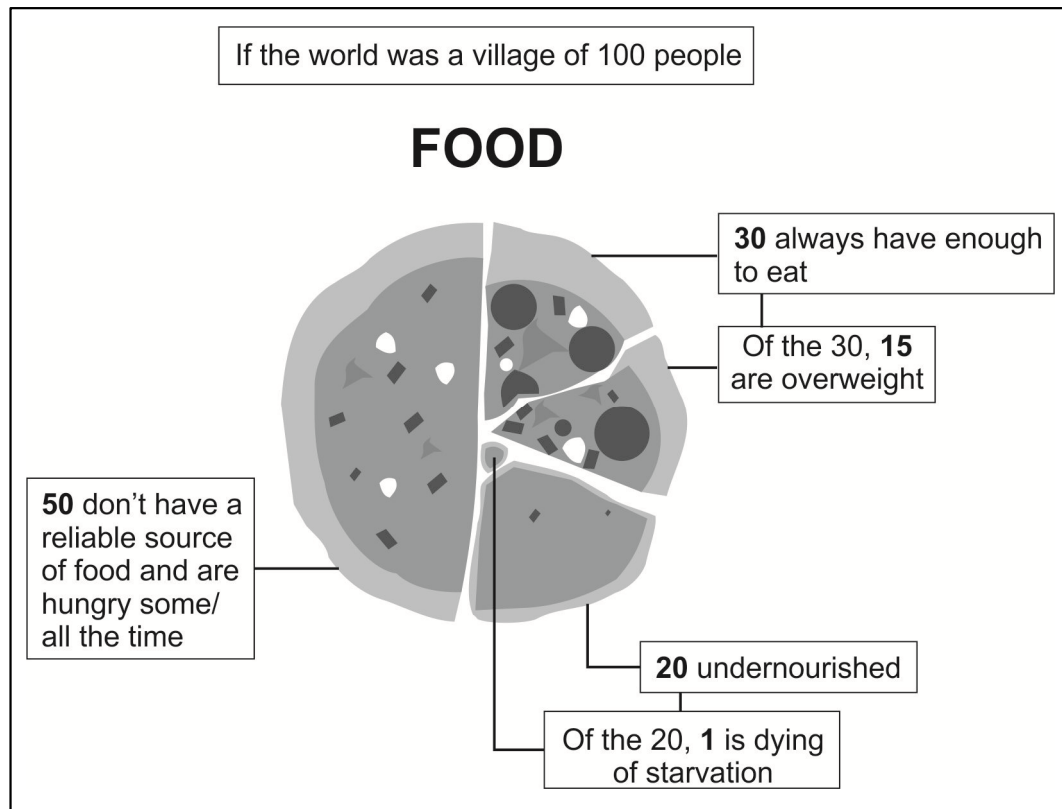 If the world was a village of 100 people
FOOD
30 always have enough
to eat
Of the 30, 15
are overweight
50 don’t have a
reliable source
of food and are
hungry some/
all the time
20 undernourished
Of the 20, 1 is dying
of starvation